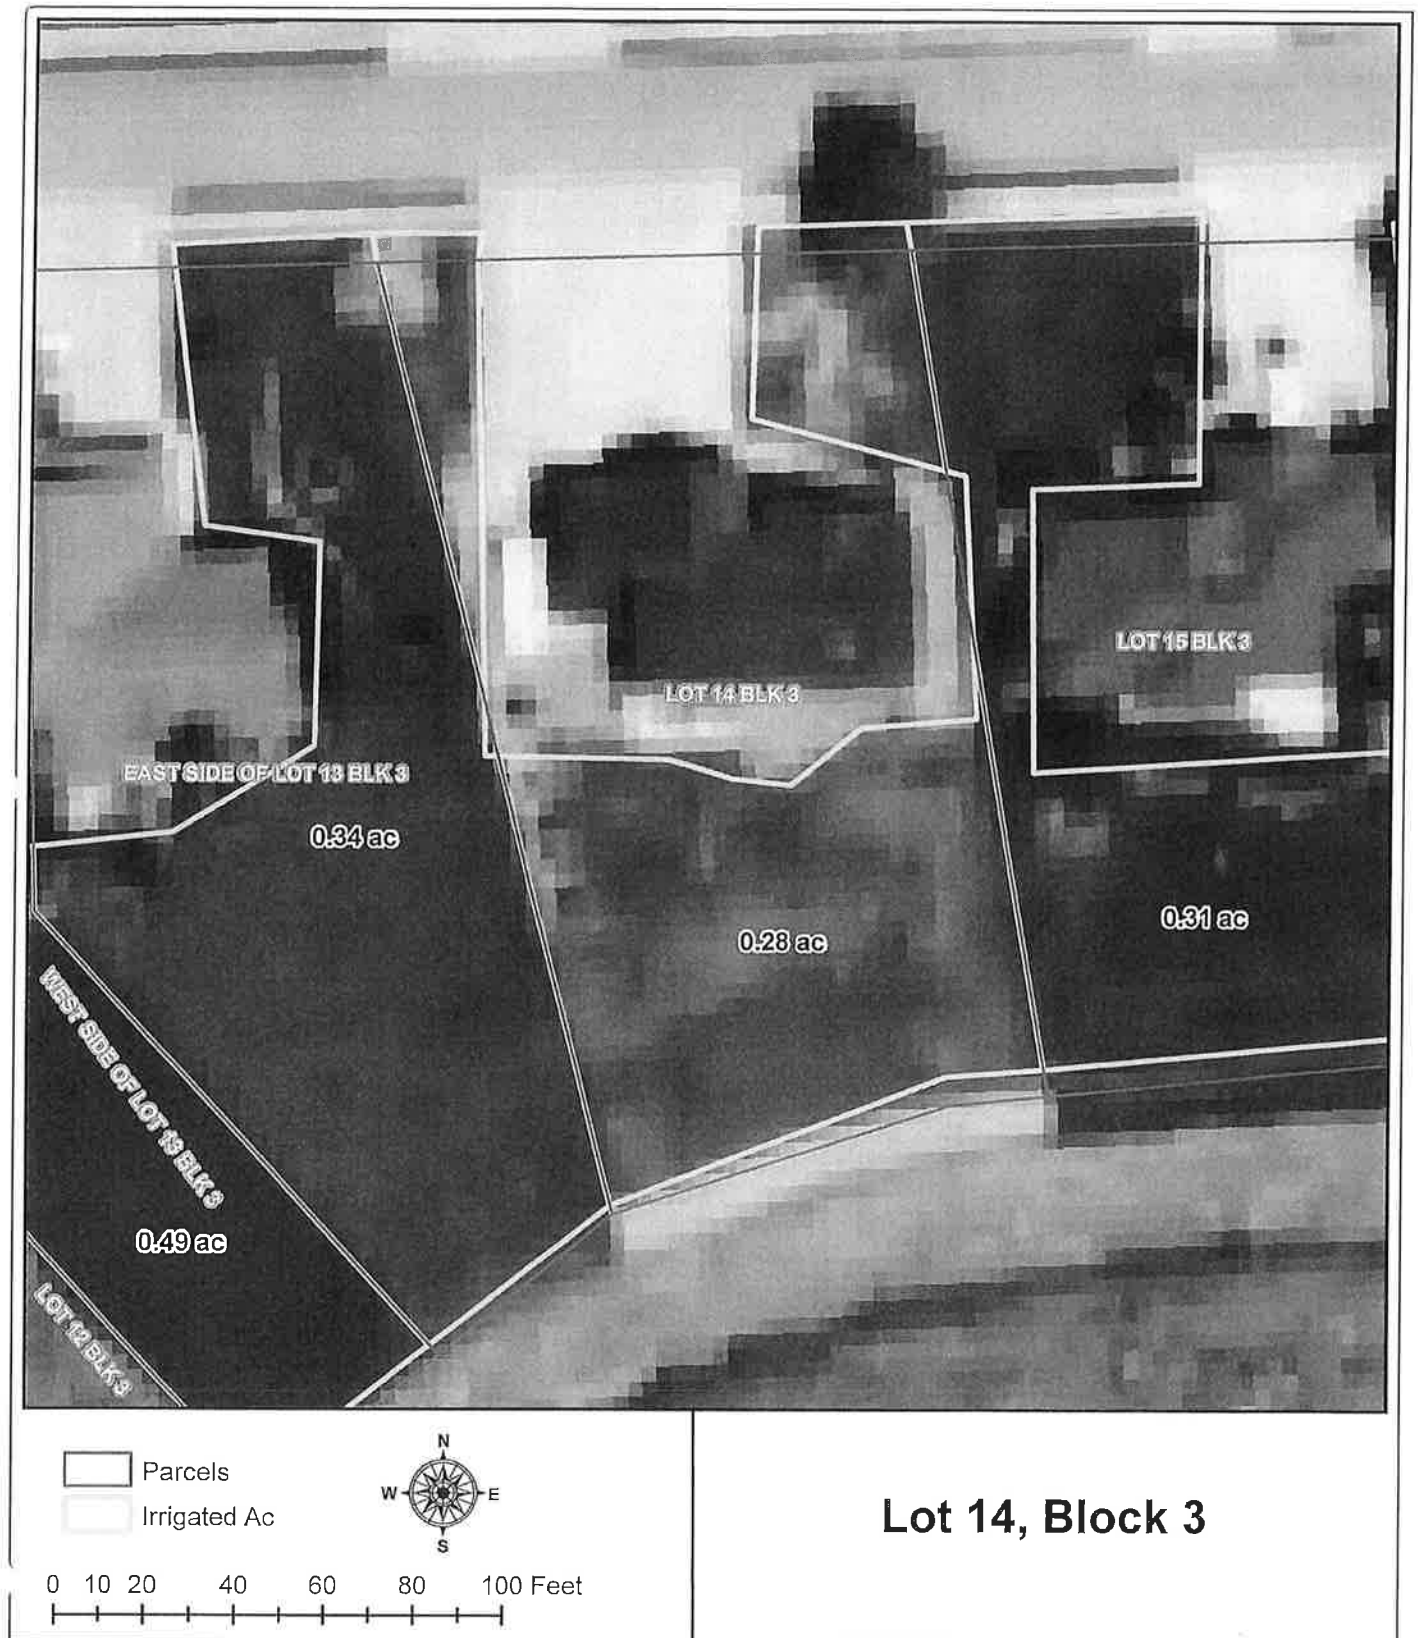 LOT 15 BLK 3
LOT 14 BLK 3
EAST SIDE OF LOT 13 BLK 3
0.34 ac
0.31 ac
0.28 ac
WEST SIDE OF LOT 13 BLK 3
0.49 ac
LOT 12 BLK 3
Parcels
Irrigated Ac
N
W E
S
0 10 20 40 60 80 100 Feet
Lot 14, Block 3